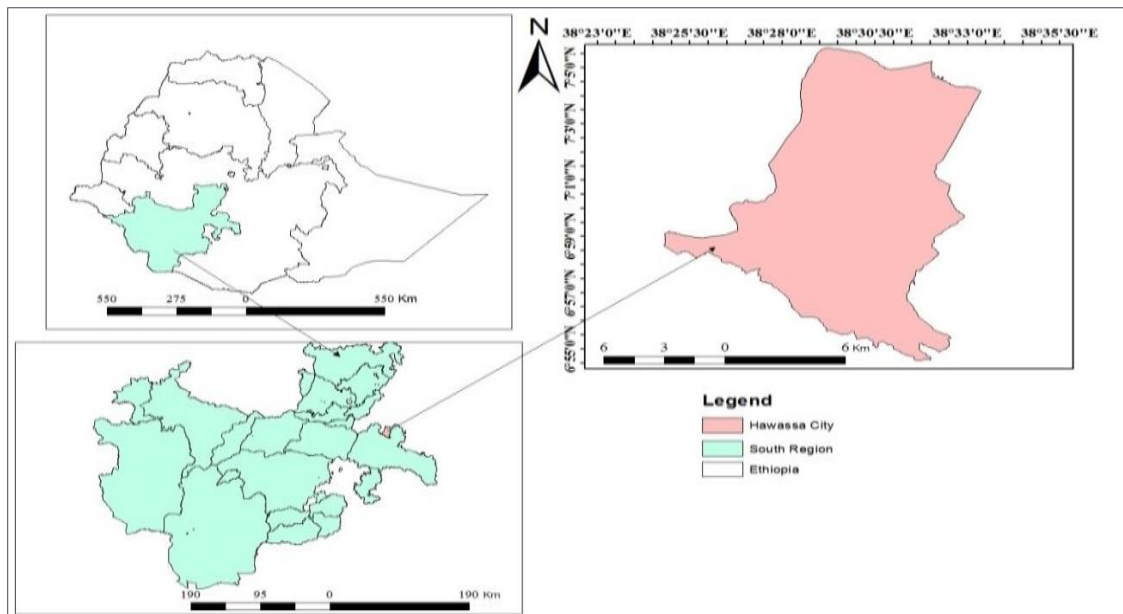 N
38°23'0"E 38°25'30"E 38°28'0"E 38°30'30"E 38°33'0"E 38°35'30"E
7°5'0"N
7°3'0"N
7°1'0"N
6°59'0"N
6°57'0"N
6°55'0"N
550 275 0 550 Km
6 3 0 6 Km
Legend
Hawassa City
South Region
Ethiopia
190 95 0 190 Km